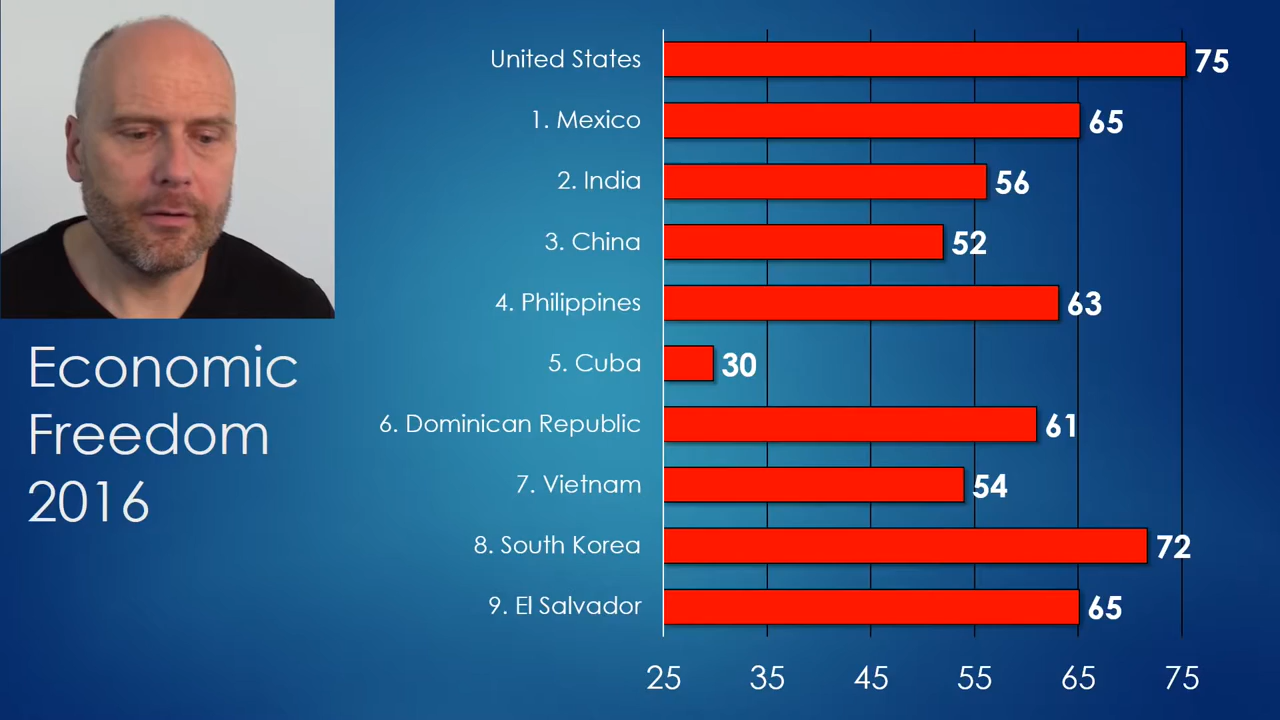 United States 75
1. Mexico 65
2. India 56
3. China 52
4. Philippines 63
5. Cuba 30
6. Dominican Republic 61
7. Vietnam 54
8. South Korea 72
9. El Salvador 65
25 35 45 55 65 75
Economic
Freedom
2016